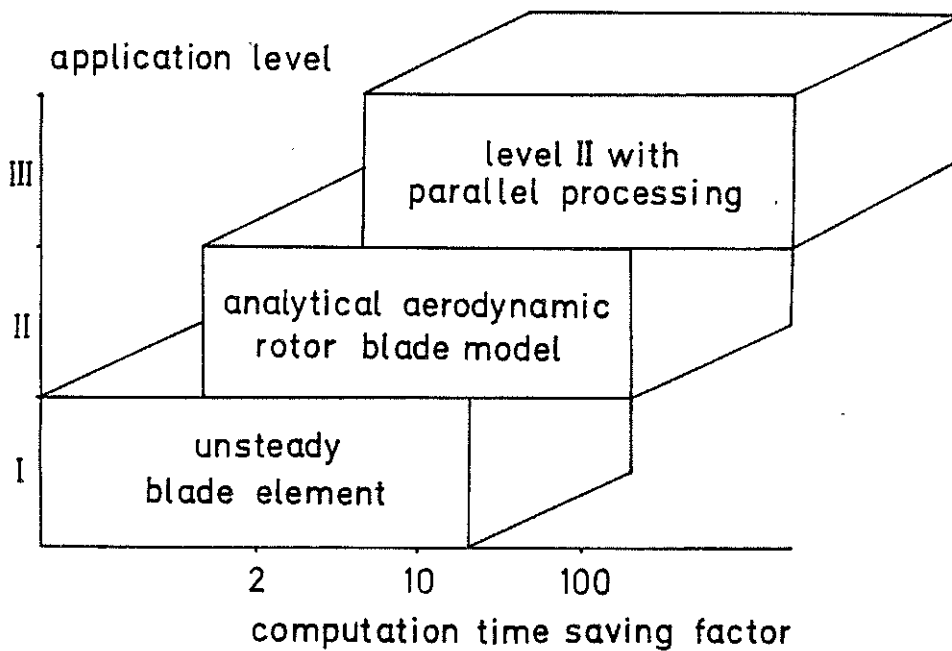 application level
III
level II with
parallel processing
II
analytical aerodynamic
rotor blade model
I
unsteady
blade element
2 10 100
computation time saving factor